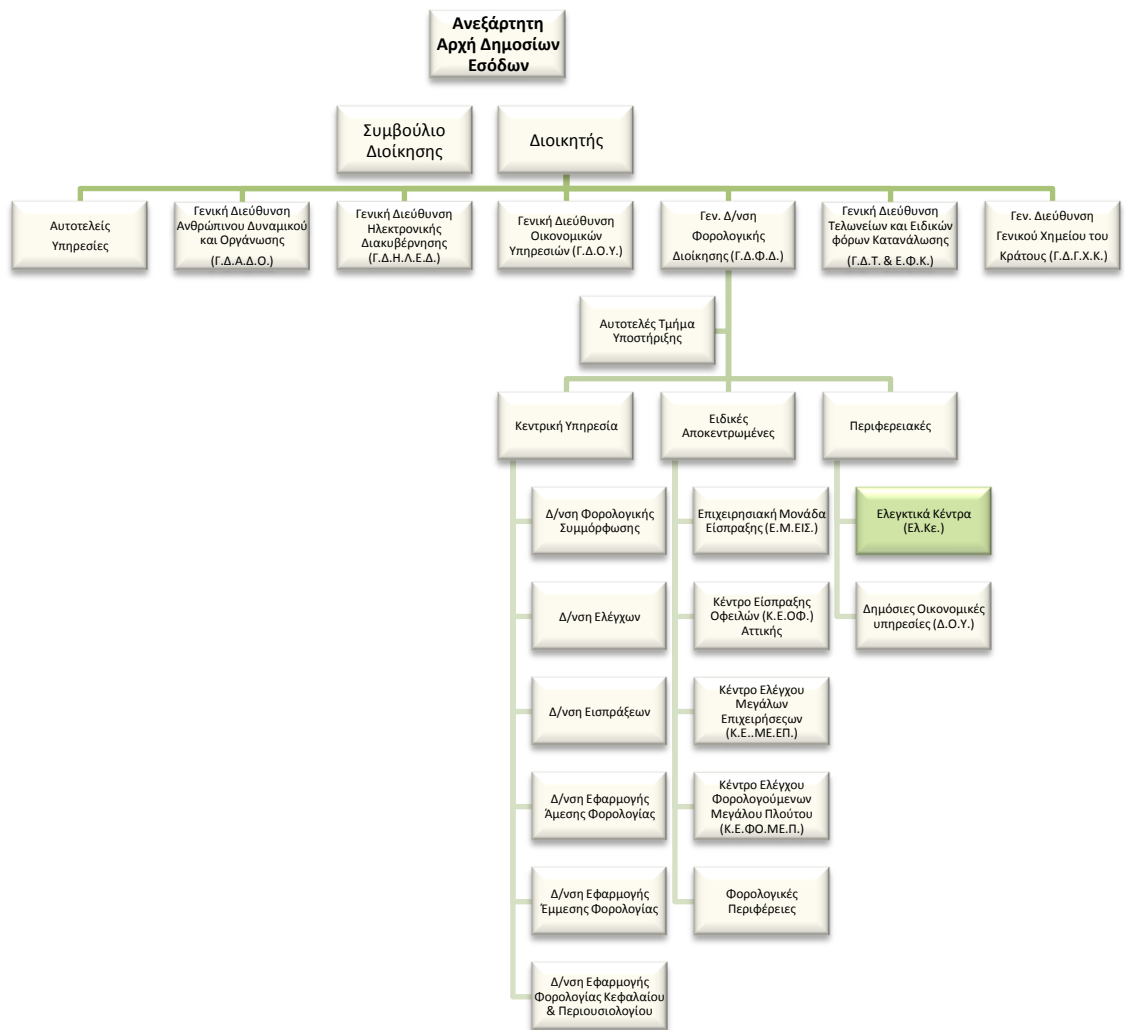 Ανεξάρτητη
Αρχή Δημοσίων
Εσόδων
Συμβούλιο
Διοίκησης
Διοικητής
Αυτοτελείς
Υπηρεσίες
Γενική Διεύθυνση
Ανθρώπινου Δυναμικού
και Οργάνωσης
(Γ.Δ.Α.Δ.Ο.)
Γενική Διεύθυνση
Ηλεκτρονικής
Διακυβέρνησης
(Γ.Δ.Η.Λ.Ε.Δ.)
Γενική Διεύθυνση
Οικονομικών
Υπηρεσιών (Γ.Δ.Ο.Υ.)
Γεν. Δ/νση
Φορολογικής
Διοίκησης (Γ.Δ.Φ.Δ.)
Γενική Διεύθυνση
Τελωνείων και Ειδικών
φόρων Κατανάλωσης
(Γ.Δ.Τ. & Ε.Φ.Κ.)
Γεν. Διεύθυνση
Γενικού Χημείου του
Κράτους (Γ.Δ.Γ.Χ.Κ.)
Αυτοτελές Τμήμα
Υποστήριξης
Κεντρική Υπηρεσία
Ειδικές
Αποκεντρωμένες
Περιφερειακές
Δ/νση Φορολογικής
Συμμόρφωσης
Επιχειρησιακή Μονάδα
Είσπραξης (Ε.Μ.ΕΙΣ.)
Ελεγκτικά Κέντρα
(Ελ.Κε.)
Δ/νση Ελέγχων
Κέντρο Είσπραξης
Οφειλών (Κ.Ε.ΟΦ.)
Αττικής
Δημόσιες Οικονομικές
υπηρεσίες (Δ.Ο.Υ.)
Δ/νση Εισπράξεων
Κέντρο Ελέγχου
Μεγάλων
Επιχειρήσεςων
(Κ.Ε..ΜΕ.ΕΠ.)
Δ/νση Εφαρμογής
Άμεσης Φορολογίας
Κέντρο Ελέγχου
Φορολογούμενων
Μεγάλου Πλούτου
(Κ.Ε.ΦΟ.ΜΕ.Π.)
Δ/νση Εφαρμογής
Έμμεσης Φορολογίας
Φορολογικές
Περιφέρειες
Δ/νση Εφαρμογής
Φορολογίας Κεφαλαίου
& Περιουσιολογίου